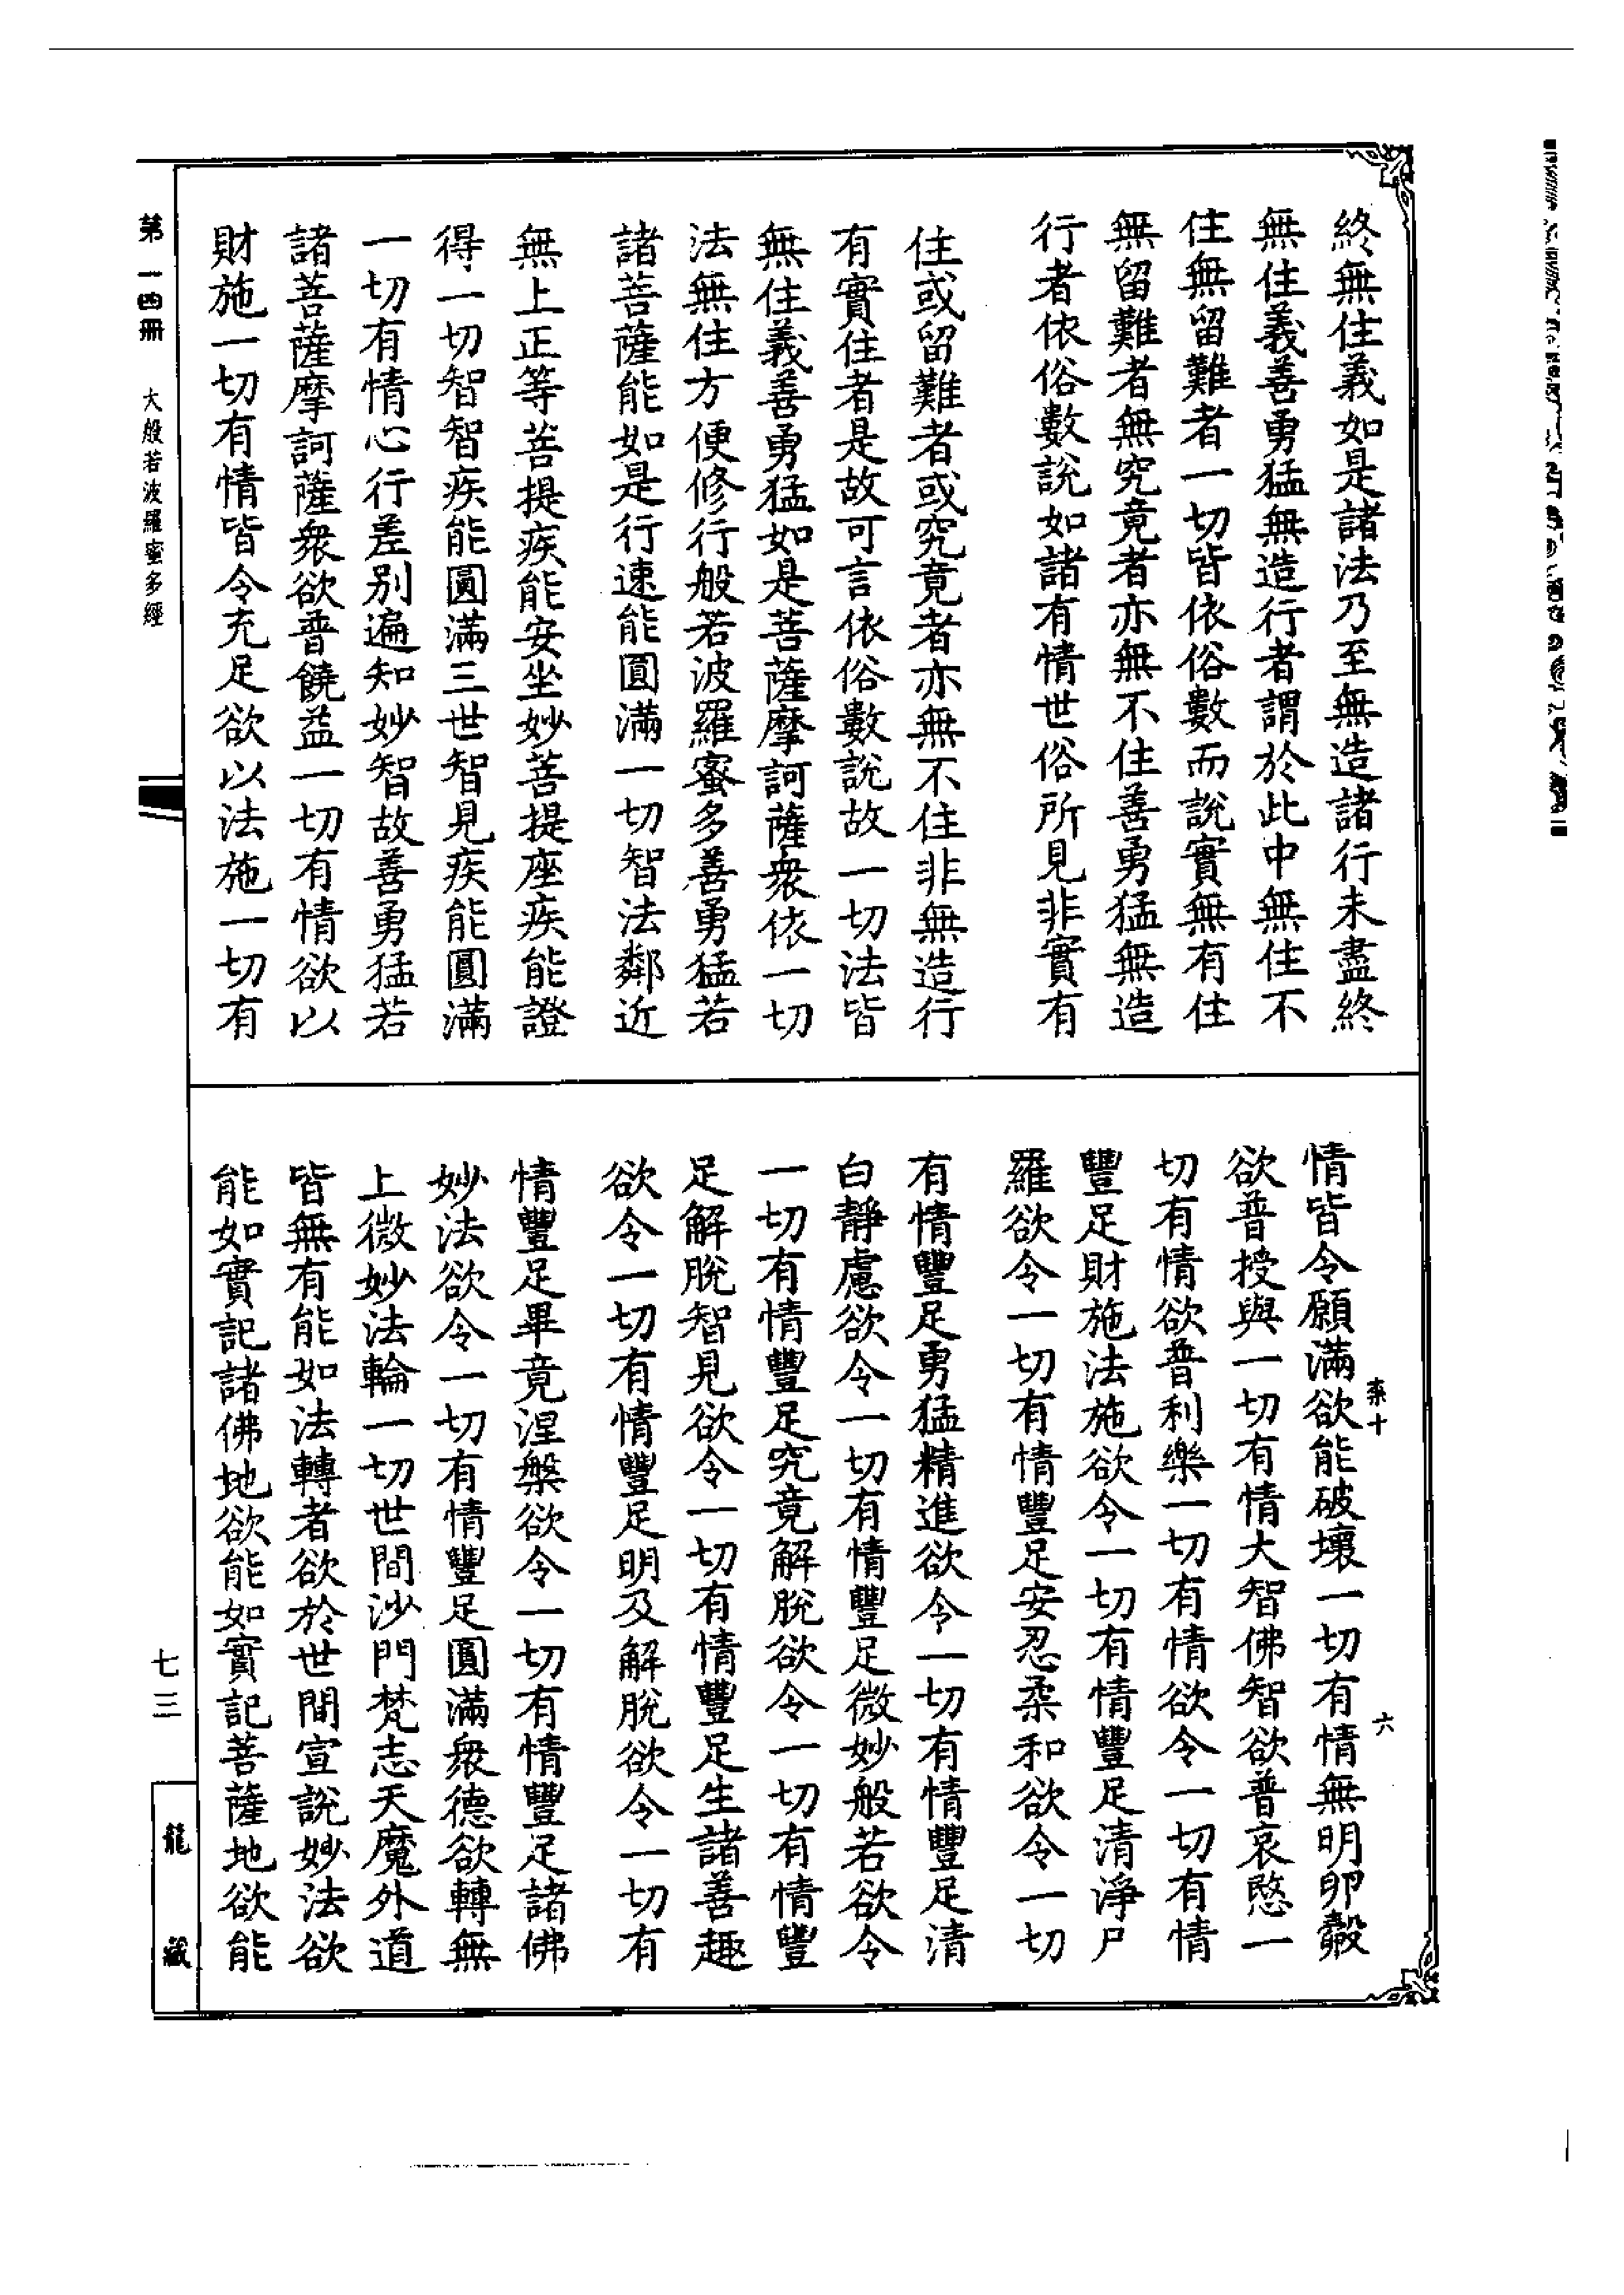 終無住義如是諸法乃至無造諸行未盡終
無住義善勇猛無造行者謂於此中無住不
住無留難者一切皆依俗數而說實無有住
無留難者無究竟者亦無不住善勇猛無造
行者依俗數說如諸有情世俗所見非實有
住或留難者或究竟者亦無不住非無造行
有實住者是故可言依俗數說故一切法皆
無住義善勇猛如是菩薩摩訶薩衆依一切
法無住方便修行般若波羅蜜多善勇猛若
諸菩薩能如是行速能圓滿一切智法鄰近
無上正等菩提疾能安坐妙菩提座疾能證
得一切智智疾能圓滿三世智見疾能圓滿
一切有情心行差別遍知妙智故善勇猛若
諸菩薩摩訶薩衆欲普饒益一切有情欲以
財施一切有情皆令充足欲以法施一切有
情皆令願滿欲能破壞一切有情無明卵㲉
欲普授與一切有情大智佛智欲普哀愍一
切有情欲普利樂一切有情欲令一切有情
豐足財施法施欲令一切有情豐足清淨尸
羅欲令一切有情豐足安忍柔和欲令一切
有情豐足勇猛精進欲令一切有情豐足清
白靜慮欲令一切有情豐足微妙般若欲令
一切有情豐足究竟解脫欲令一切有情豐
足解脫智見欲令一切有情豐足生諸善趣
欲令一切有情豐足明及解脫欲令一切有
情豐足畢竟涅槃欲令一切有情豐足諸佛
妙法欲令一切有情豐足圓滿衆德欲轉無
上微妙法輪一切世間沙門梵志天魔外道
皆無有能如法轉者欲於世間宣說妙法欲
能如實記諸佛地欲能如實記菩薩地欲能
柰十
六
第一四冊 大般若波羅蜜多經
七三
龍藏